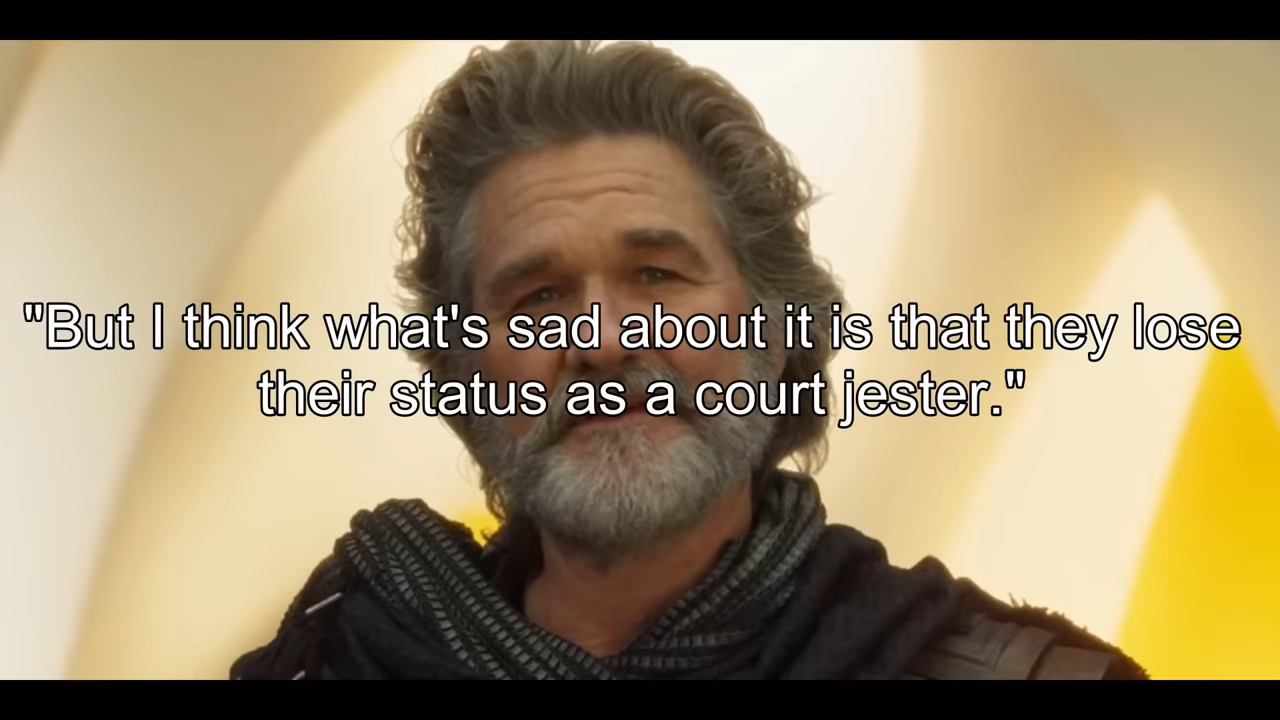 "But I think what's sad about it is that they lose
their status as a court jester."